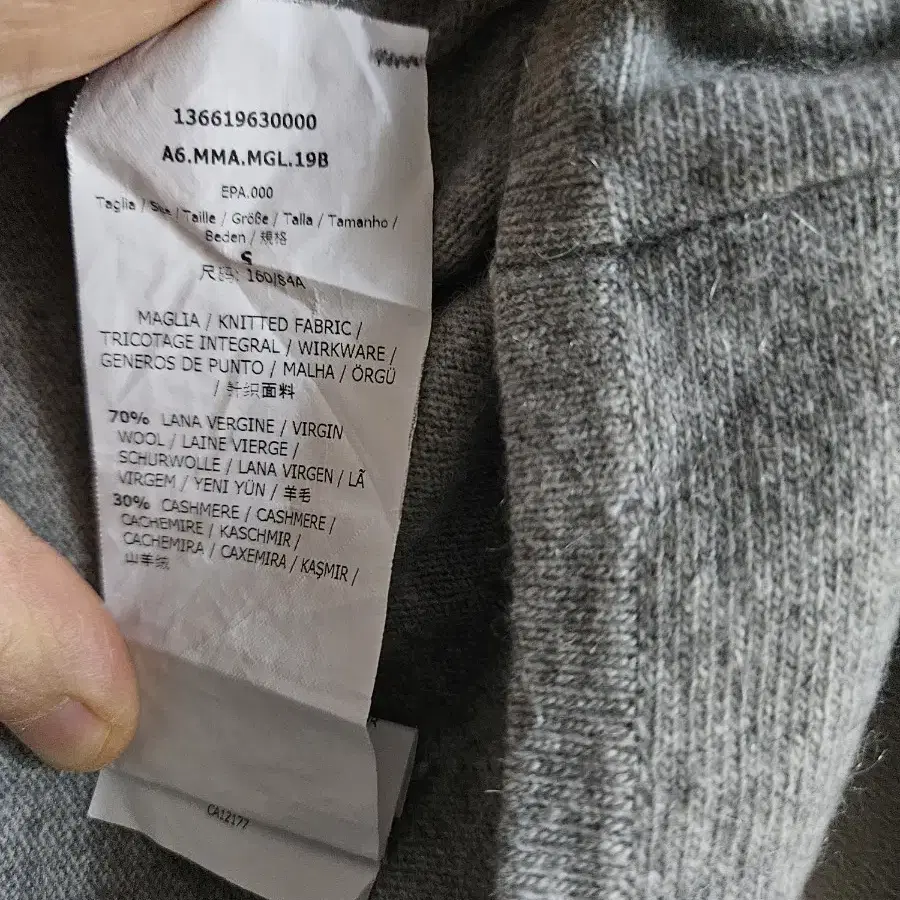 136619630000
A6.MMA.MGL.19B
EPA.000
Taglia / Size / Taille / Größe / Talla / Tamanho /
Beden / 規格
S
尺码: 160/84A
MAGLIA / KNITTED FABRIC /
TRICOTAGE INTEGRAL / WIRKWARE /
GENEROS DE PUNTO / MALHA / ÖRGÜ
/ 针织面料
70% LANA VERGINE / VIRGIN
WOOL / LAINE VIERGE /
SCHURWOLLE / LANA VIRGEN / LÃ
VIRGEM / YENI YÜN / 羊毛
30% CASHMERE / CASHMERE /
CACHEMIRE / KASCHMIR /
CACHEMIRA / CAXEMIRA / KAŞMIR /
山羊绒
CA12177